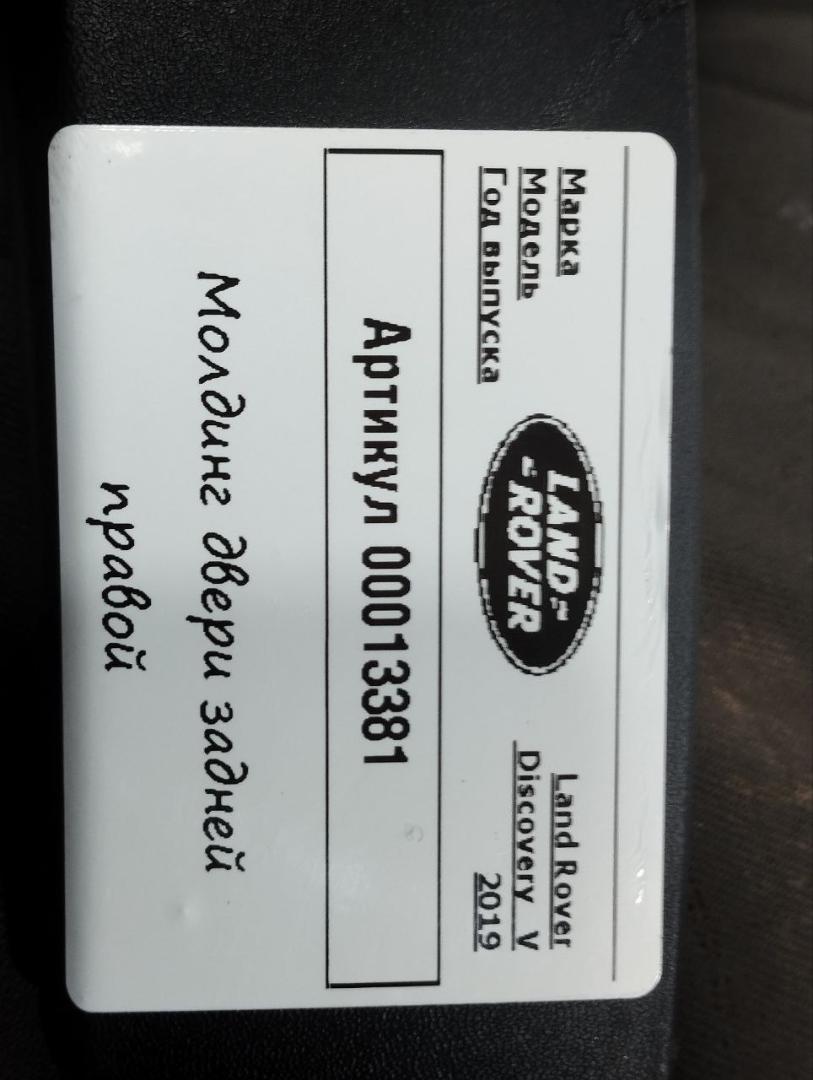 Марка Land Rover
Модель Discovery V
Год выпуска 2019
LAND
ROVER
Артикул 00013381
Молдинг двери задней
правой